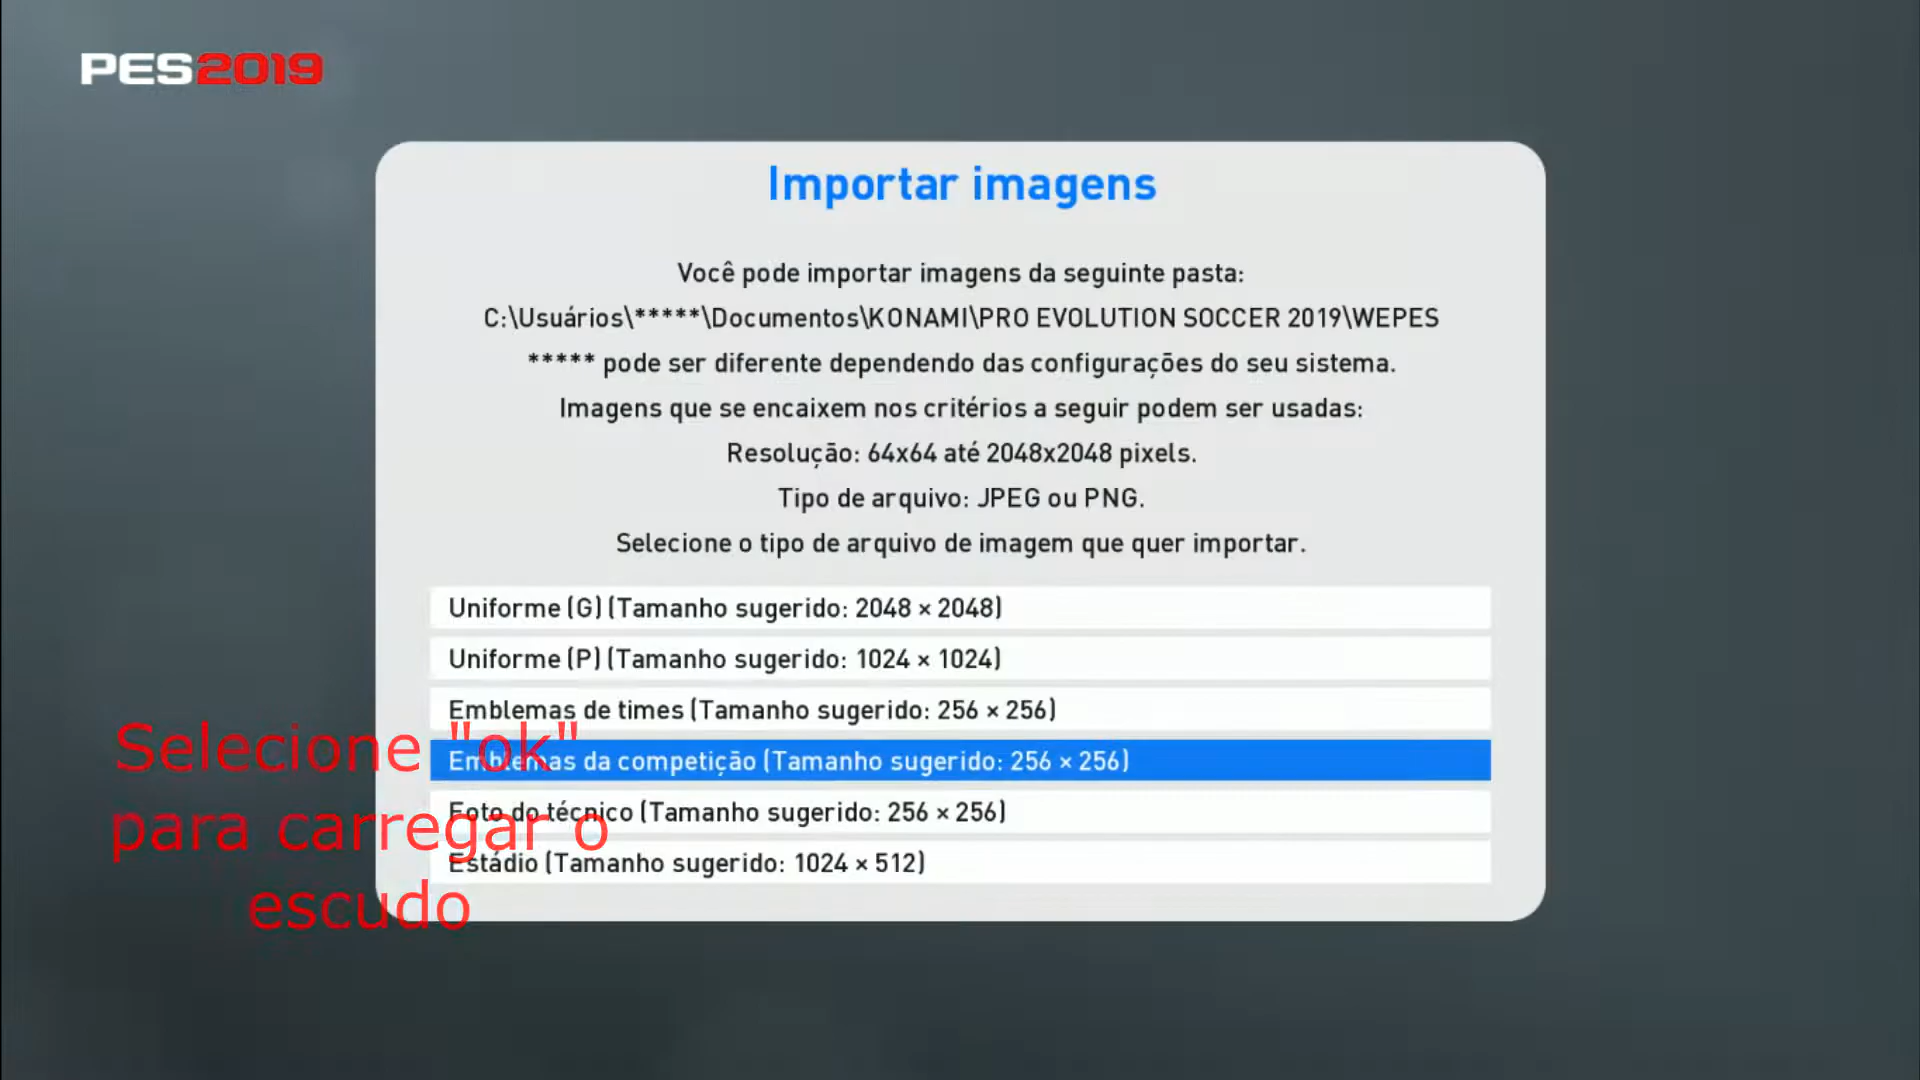 PES2019
Importar imagens
Você pode importar imagens da seguinte pasta:
C:\Usuários\*****\Documentos\KONAMI\PRO EVOLUTION SOCCER 2019\WEPES
***** pode ser diferente dependendo das configurações do seu sistema.
Imagens que se encaixem nos critérios a seguir podem ser usadas:
Resolução: 64x64 até 2048x2048 pixels.
Tipo de arquivo: JPEG ou PNG.
Selecione o tipo de arquivo de imagem que quer importar.
Uniforme (G) (Tamanho sugerido: 2048 × 2048)
Uniforme (P) (Tamanho sugerido: 1024 × 1024)
Emblemas de times (Tamanho sugerido: 256 × 256)
Emblemas da competição (Tamanho sugerido: 256 × 256)
Foto do técnico (Tamanho sugerido: 256 × 256)
Estádio (Tamanho sugerido: 1024 × 512)
Selecione "ok"
para carregar o
escudo